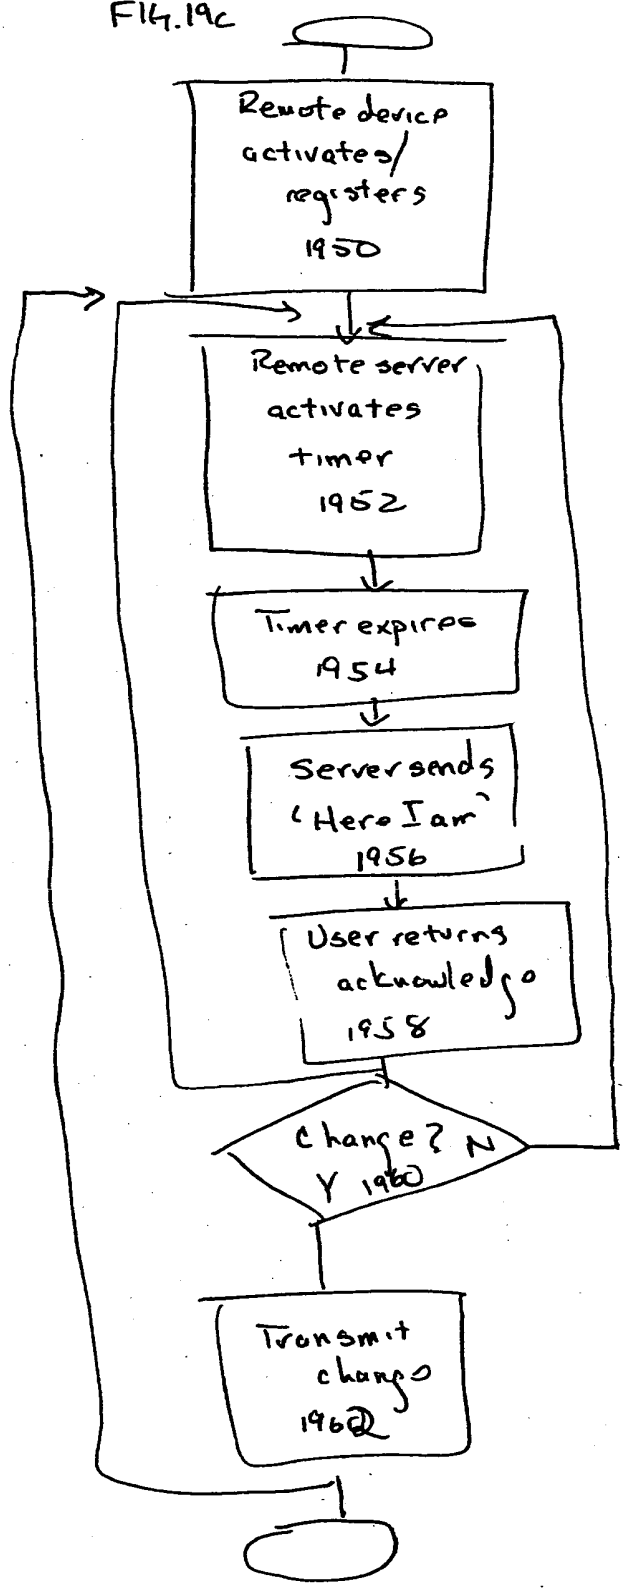 FIG. 19c
Remote device
activates/
registers
1950
Remote server
activates
timer
1952
Timer expires
1954
Server sends
'Here I am'
1956
User returns
acknowledge
1958
Change? N
Y 1960
Transmit
change
1962